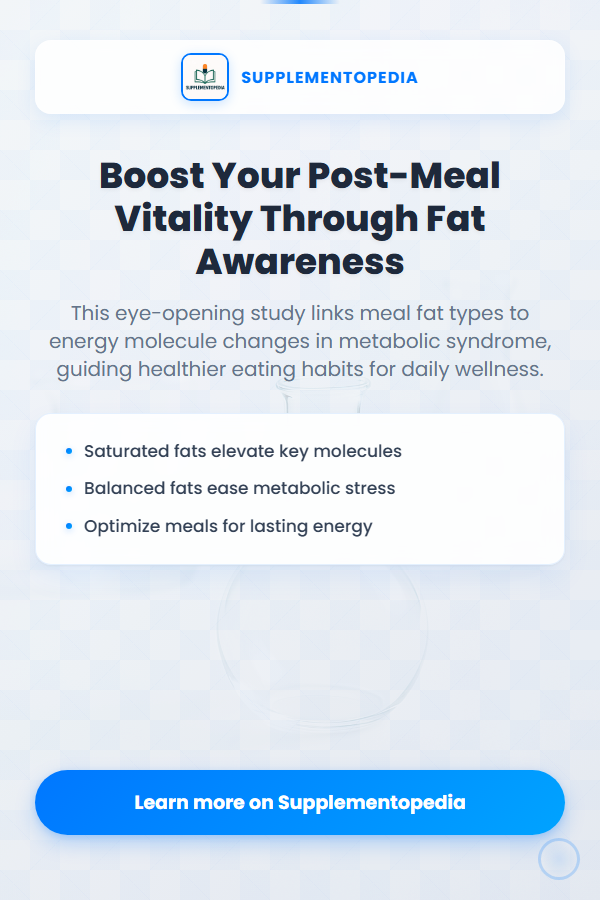 SUPPLEMENTOPEDIA
SUPPLEMENTOPEDIA
Boost Your Post-Meal
Vitality Through Fat
Awareness
This eye-opening study links meal fat types to
energy molecule changes in metabolic syndrome,
guiding healthier eating habits for daily wellness.
Saturated fats elevate key molecules
Balanced fats ease metabolic stress
Optimize meals for lasting energy
Learn more on Supplementopedia